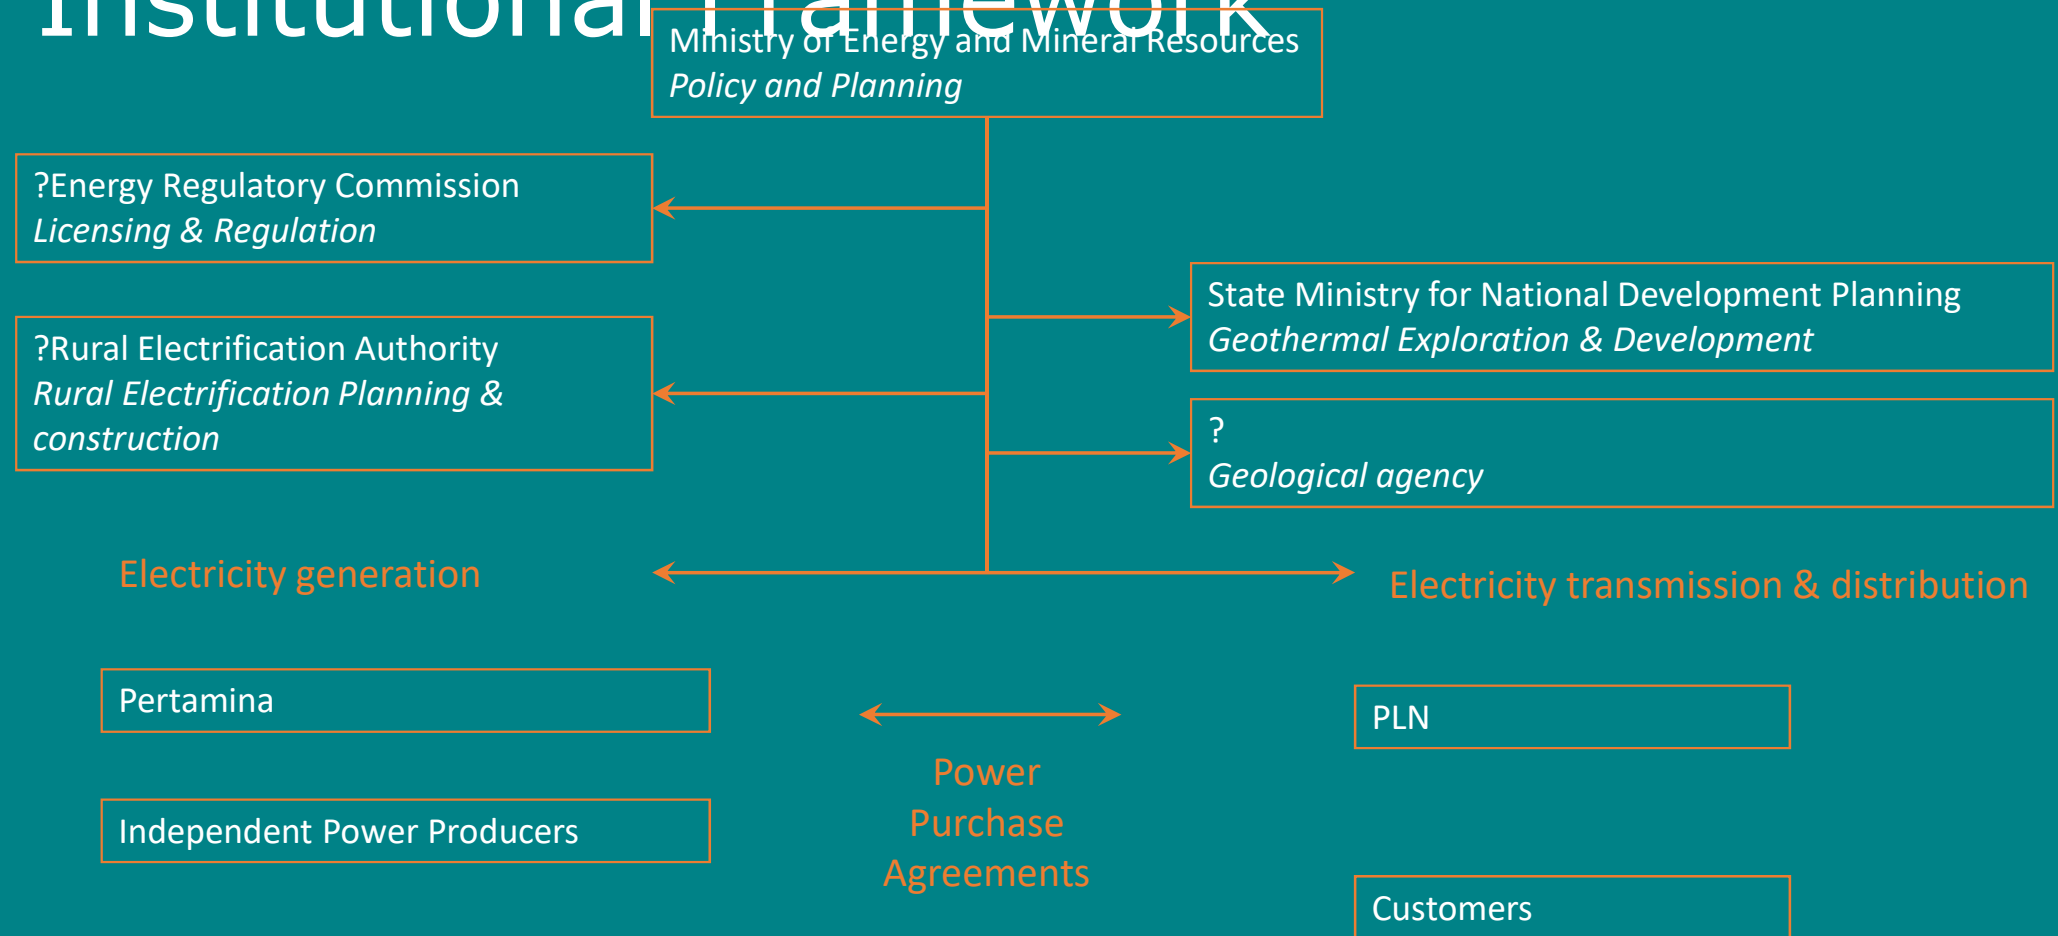 Institutional Framework
Ministry of Energy and Mineral Resources
Policy and Planning
?Energy Regulatory Commission
Licensing & Regulation
State Ministry for National Development Planning
Geothermal Exploration & Development
?Rural Electrification Authority
Rural Electrification Planning &
construction
?
Geological agency
Electricity generation
Electricity transmission & distribution
Pertamina
PLN
Power
Purchase
Agreements
Independent Power Producers
Customers